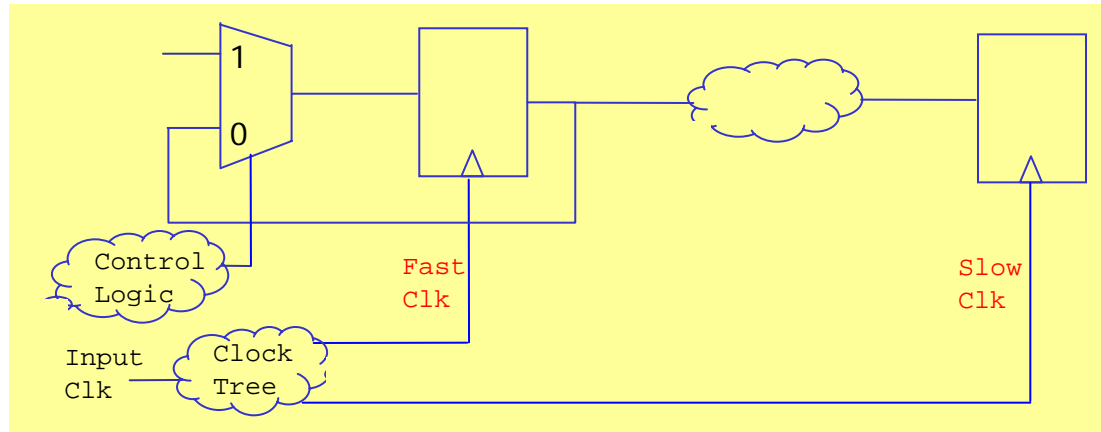 1
0
Control
Logic
Fast
Clk
Slow
Clk
Input
Clk
Clock
Tree